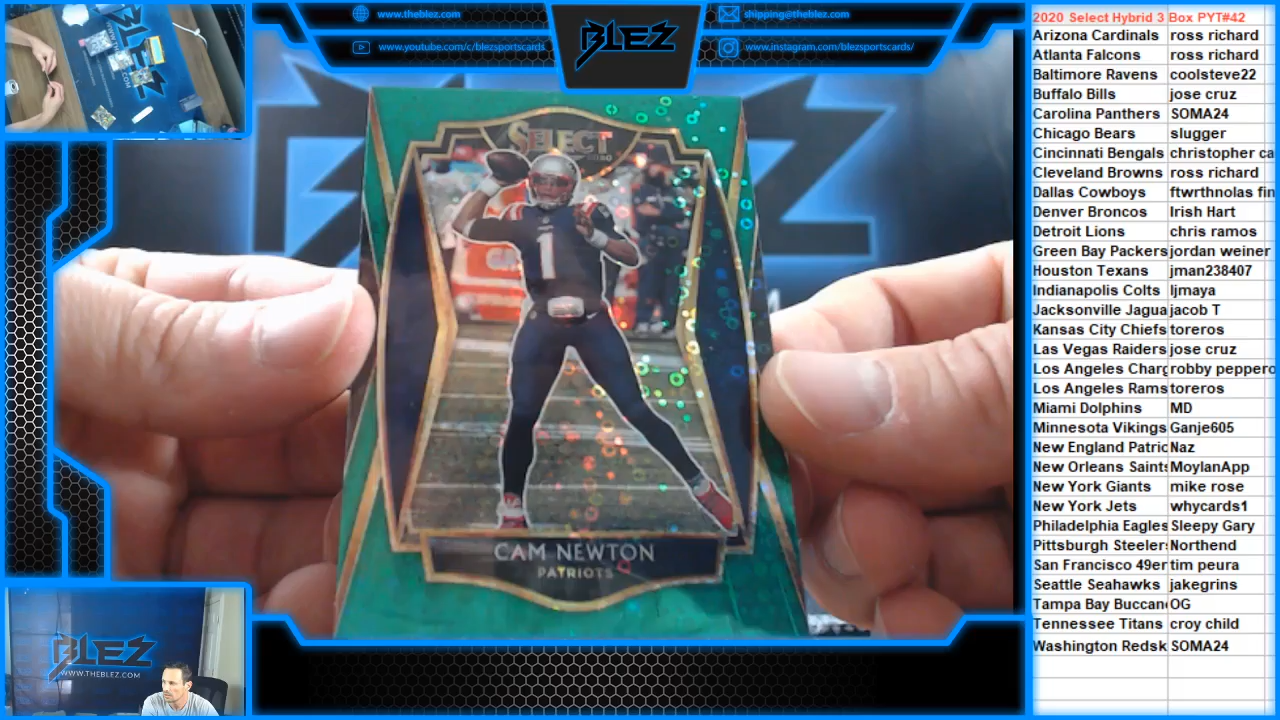 www.theblez.com
www.youtube.com/c/blezsportscards
BLEZ
shipping@theblez.com
www.instagram.com/blezsportscards/
SELECT
1
CAM NEWTON
PATRIOTS
BLEZ
WWW.THEBLEZ.COM
2020 Select Hybrid 3 Box PYT#42
Arizona Cardinals ross richard
Atlanta Falcons ross richard
Baltimore Ravens coolsteve22
Buffalo Bills jose cruz
Carolina Panthers SOMA24
Chicago Bears slugger
Cincinnati Bengals christopher ca
Cleveland Browns ross richard
Dallas Cowboys ftwrthnolas fin
Denver Broncos Irish Hart
Detroit Lions chris ramos
Green Bay Packers jordan weiner
Houston Texans jman238407
Indianapolis Colts ljmaya
Jacksonville Jagua jacob T
Kansas City Chiefs toreros
Las Vegas Raiders jose cruz
Los Angeles Charg robby peppero
Los Angeles Rams toreros
Miami Dolphins MD
Minnesota Vikings Ganje605
New England Patric Naz
New Orleans Saints MoylanApp
New York Giants mike rose
New York Jets whycards1
Philadelphia Eagles Sleepy Gary
Pittsburgh Steelers Northend
San Francisco 49er tim peura
Seattle Seahawks jakegrins
Tampa Bay Buccane OG
Tennessee Titans croy child
Washington Redsk SOMA24